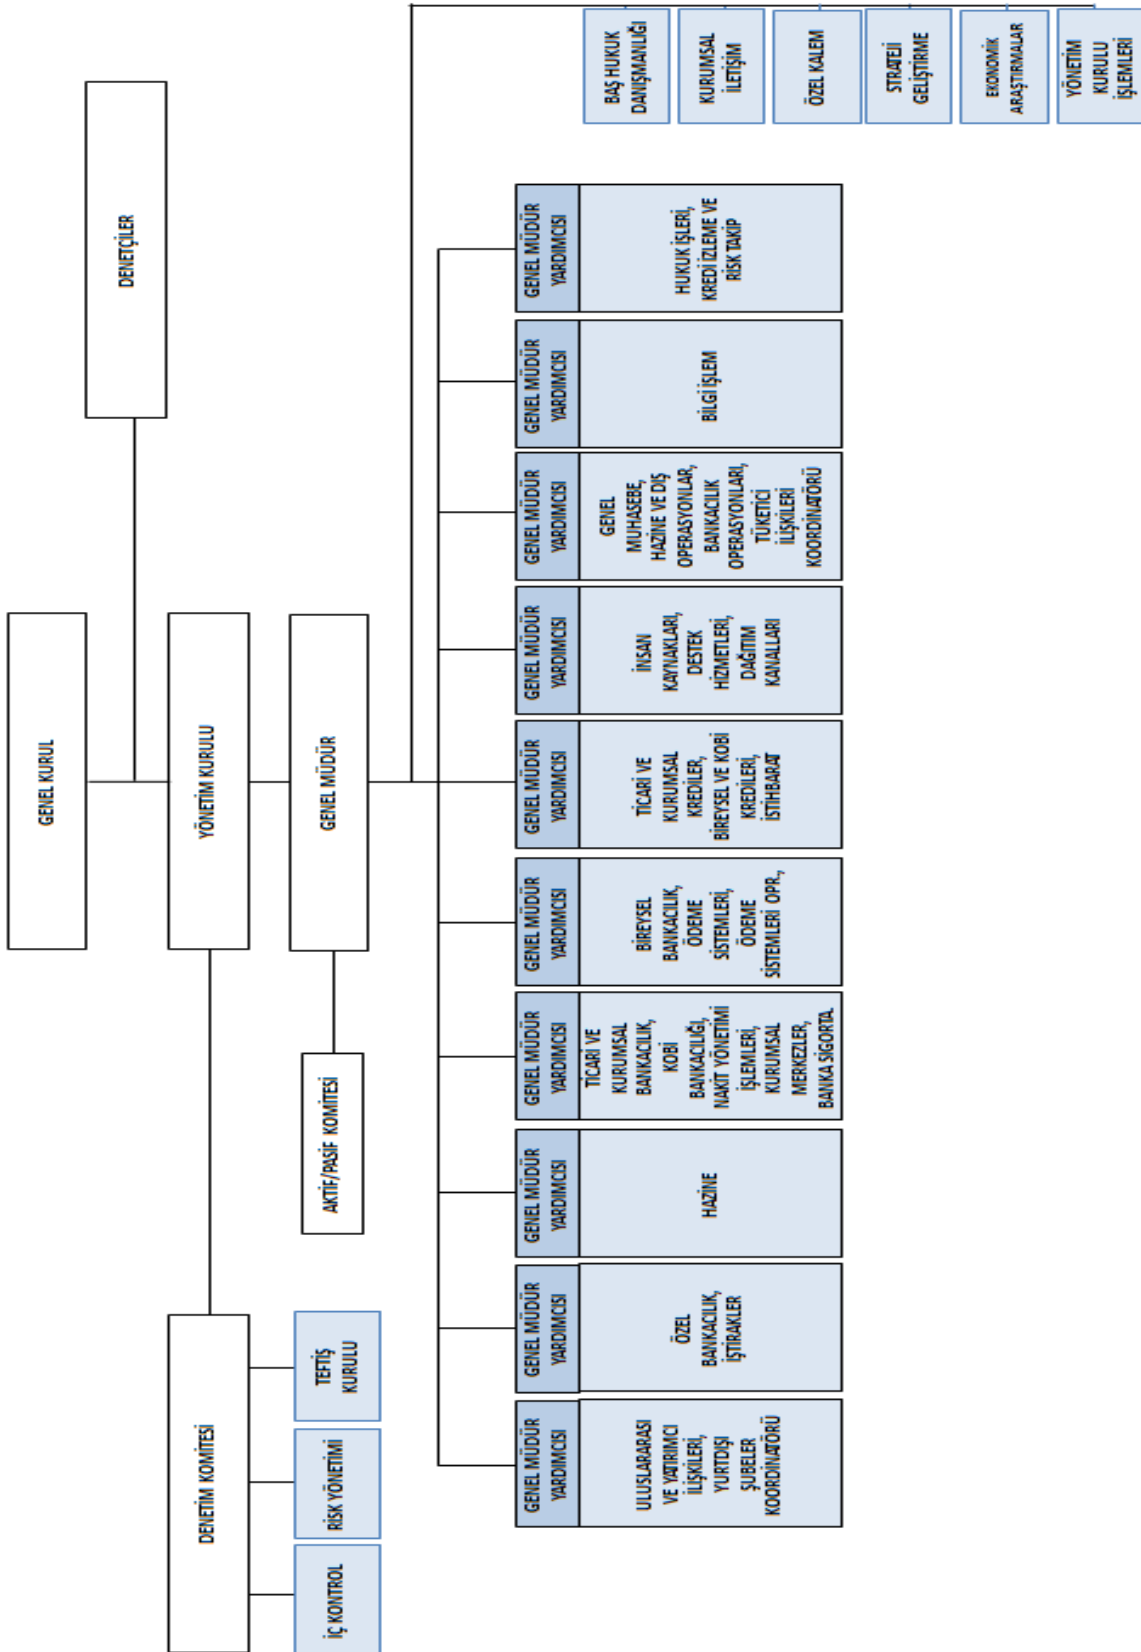 GENEL KURUL
DENETÇİLER
YÖNETİM KURULU
DENETİM KOMİTESİ
GENEL MÜDÜR
AKTİF/PASİF KOMİTESİ
İÇ KONTROL
RİSK YÖNETİMİ
TEFTİŞ
KURULU
GENEL MÜDÜR
YARDIMCISI
ULUSLARARASI
VE YATIRIMCI
İLİŞKİLERİ,
YURTDIŞI
ŞUBELER
KOORDİNATÖRÜ
GENEL MÜDÜR
YARDIMCISI
ÖZEL
BANKACILIK,
İŞTİRAKLER
GENEL MÜDÜR
YARDIMCISI
HAZİNE
GENEL MÜDÜR
YARDIMCISI
TİCARİ VE
KURUMSAL
BANKACILIK,
KOBİ
BANKACILIĞI,
NAKİT YÖNETİMİ
İŞLEMLERİ,
KURUMSAL
MERKEZLER,
BANKA SİGORTA.
GENEL MÜDÜR
YARDIMCISI
BİREYSEL
BANKACILIK,
ÖDEME
SİSTEMLERİ,
ÖDEME
SİSTEMLERİ OPR.,
GENEL MÜDÜR
YARDIMCISI
TİCARİ VE
KURUMSAL
KREDİLER,
BİREYSEL VE KOBİ
KREDİLERİ,
İSTİHBARAT
GENEL MÜDÜR
YARDIMCISI
İNSAN
KAYNAKLARI,
DESTEK
HİZMETLERİ,
DAĞITIM
KANALLARI
GENEL MÜDÜR
YARDIMCISI
GENEL
MUHASEBE,
HAZİNE VE DIŞ
OPERASYONLAR,
BANKACILIK
OPERASYONLARI,
TÜKETİCİ
İLİŞKİLERİ
KOORDİNATÖRÜ
GENEL MÜDÜR
YARDIMCISI
BİLGİ İŞLEM
GENEL MÜDÜR
YARDIMCISI
HUKUK İŞLERİ,
KREDİ İZLEME VE
RİSK TAKİP
BAŞ HUKUK
DANIŞMANLIĞI
KURUMSAL
İLETİŞİM
ÖZEL KALEM
STRATEJİ
GELİŞTİRME
EKONOMİK
ARAŞTIRMALAR
YÖNETİM
KURULU
İŞLEMLERİ